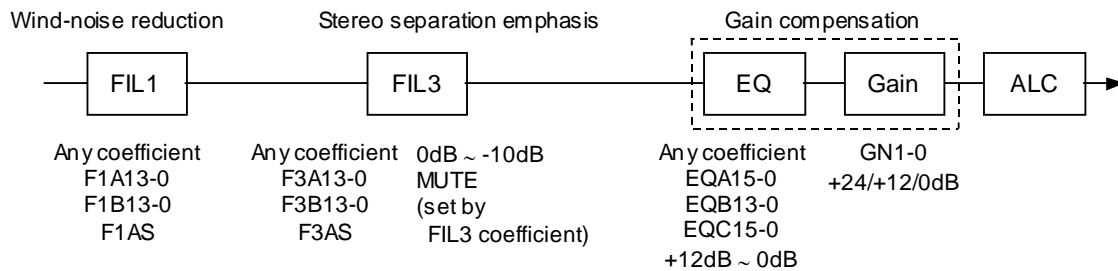 Wind-noise reduction
Stereo separation emphasis
Gain compensation
FIL1
FIL3
EQ
Gain
ALC
Any coefficient
F1A13-0
F1B13-0
F1AS
Any coefficient
F3A13-0
F3B13-0
F3AS
0dB ~ -10dB
MUTE
(set by
FIL3 coefficient)
Any coefficient
EQA15-0
EQB13-0
EQC15-0
+12dB ~ 0dB
GN1-0
+24/+12/0dB